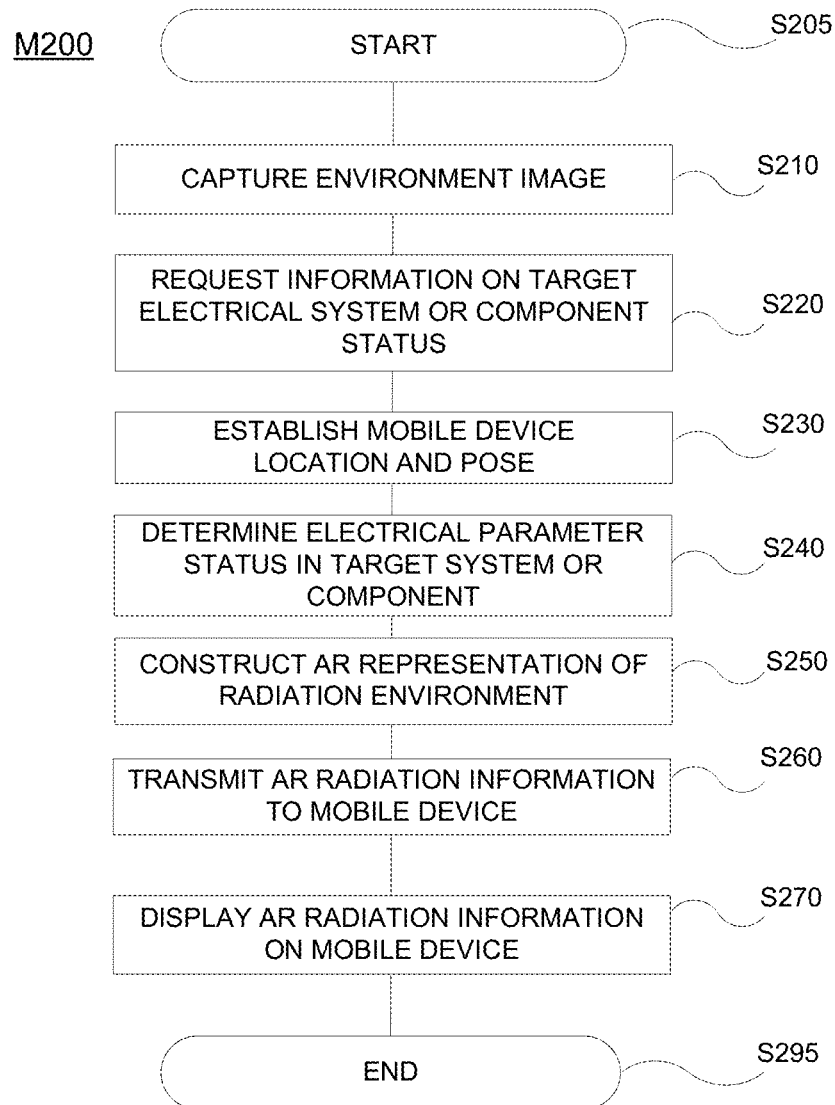 M200
START
S205
CAPTURE ENVIRONMENT IMAGE
S210
REQUEST INFORMATION ON TARGET
ELECTRICAL SYSTEM OR COMPONENT
STATUS
S220
ESTABLISH MOBILE DEVICE
LOCATION AND POSE
S230
DETERMINE ELECTRICAL PARAMETER
STATUS IN TARGET SYSTEM OR
COMPONENT
S240
CONSTRUCT AR REPRESENTATION OF
RADIATION ENVIRONMENT
S250
TRANSMIT AR RADIATION INFORMATION
TO MOBILE DEVICE
S260
DISPLAY AR RADIATION INFORMATION
ON MOBILE DEVICE
S270
END
S295